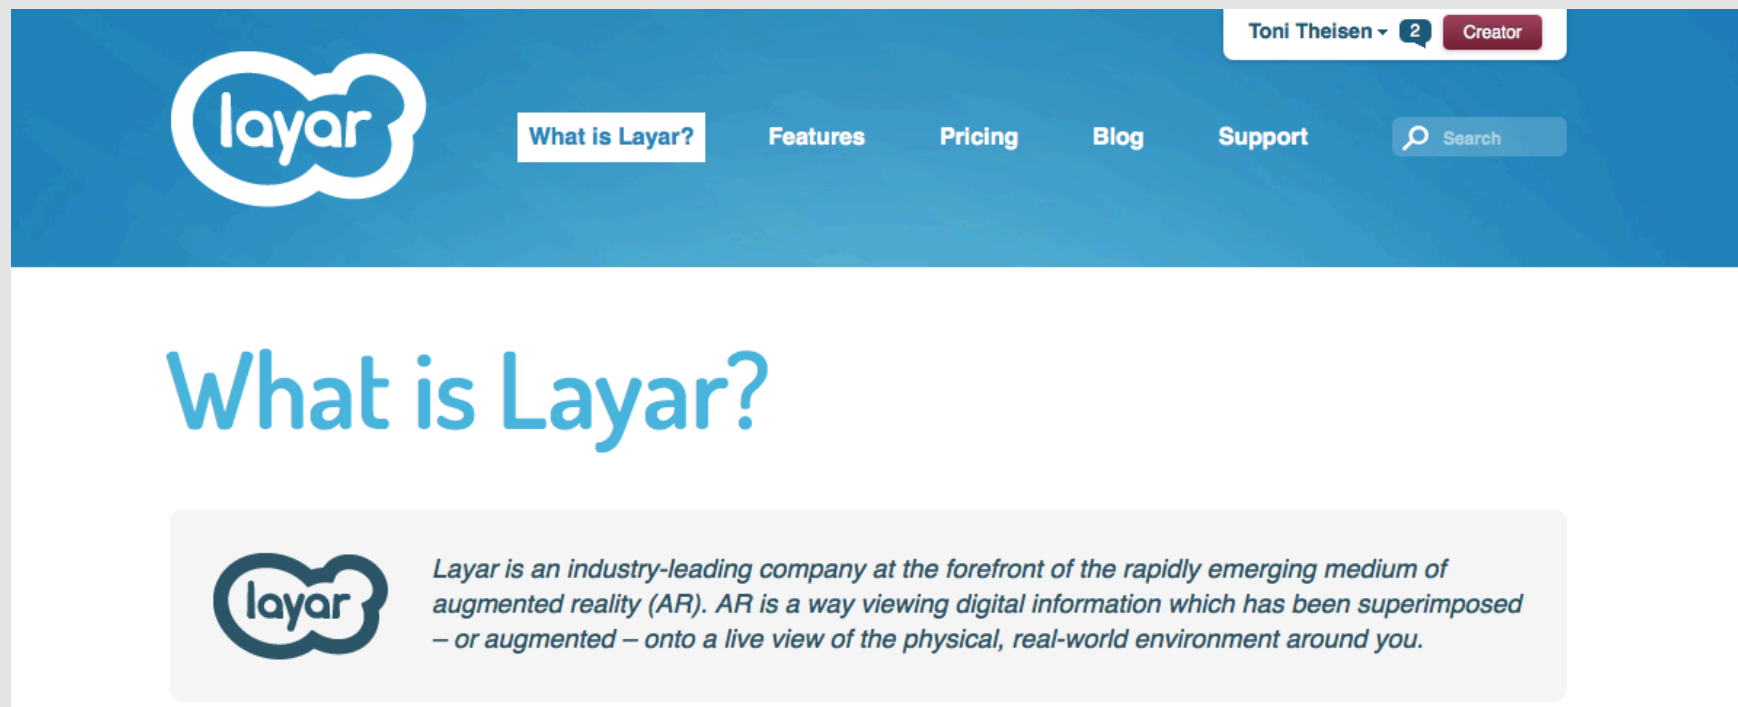 Toni Theisen 2 Creator
layar
What is Layar? Features Pricing Blog Support Search
What is Layar?
layar
Layar is an industry-leading company at the forefront of the rapidly emerging medium of
augmented reality (AR). AR is a way viewing digital information which has been superimposed
– or augmented – onto a live view of the physical, real-world environment around you.